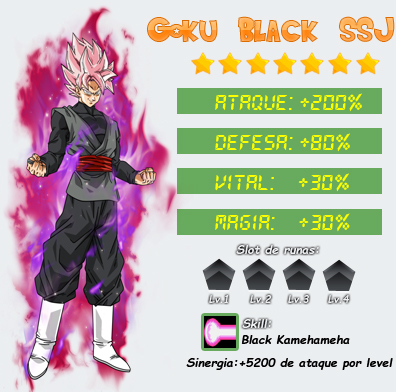 Goku Black SSJ
ATAQUE: +200%
DEFESA: +80%
VITAL: +30%
MAGIA: +30%
Slot de runas:
Lv.1 Lv.2 Lv.3 Lv.4
Skill:
Black Kamehameha
Sinergia:+5200 de ataque por level